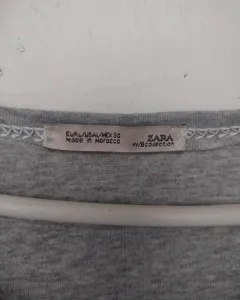 EUR L/USA L/MEX 30 ZARA
Made in Morocco W/B collection